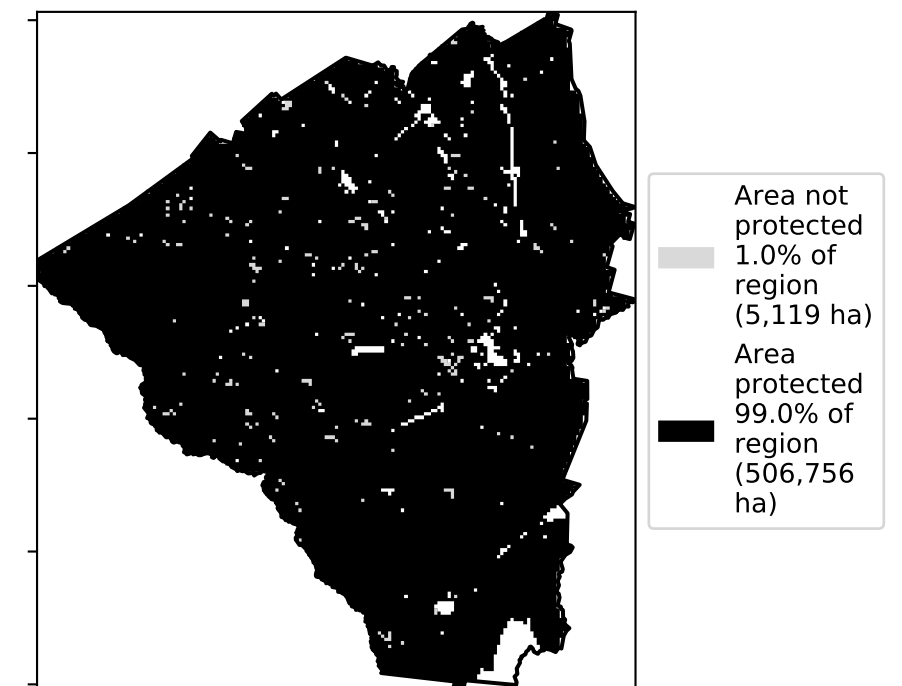 Area not
protected
1.0% of
region
(5,119 ha)
Area
protected
99.0% of
region
(506,756
ha)